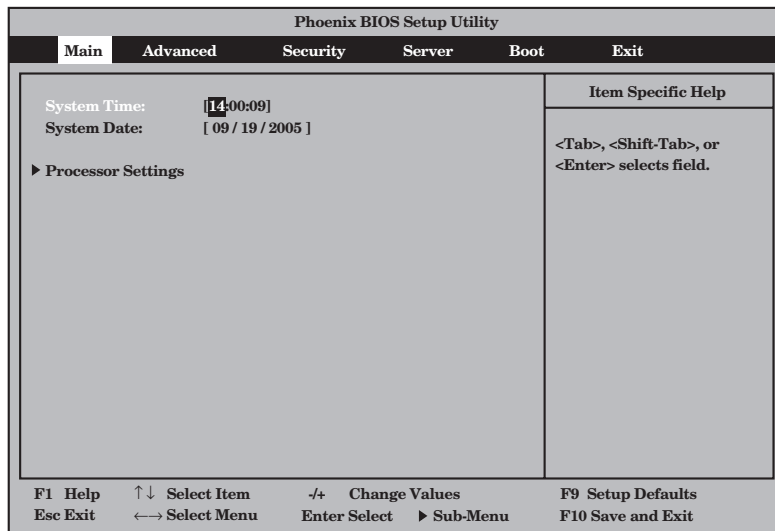 Phoenix BIOS Setup Utility
Main Advanced Security Server Boot Exit
System Time: [14:00:09]
System Date: [ 09 / 19 / 2005 ]
▶ Processor Settings
Item Specific Help
<Tab>, <Shift-Tab>, or
<Enter> selects field.
F1 Help ↑↓ Select Item -/+ Change Values F9 Setup Defaults
Esc Exit ←→ Select Menu Enter Select ▶ Sub-Menu F10 Save and Exit